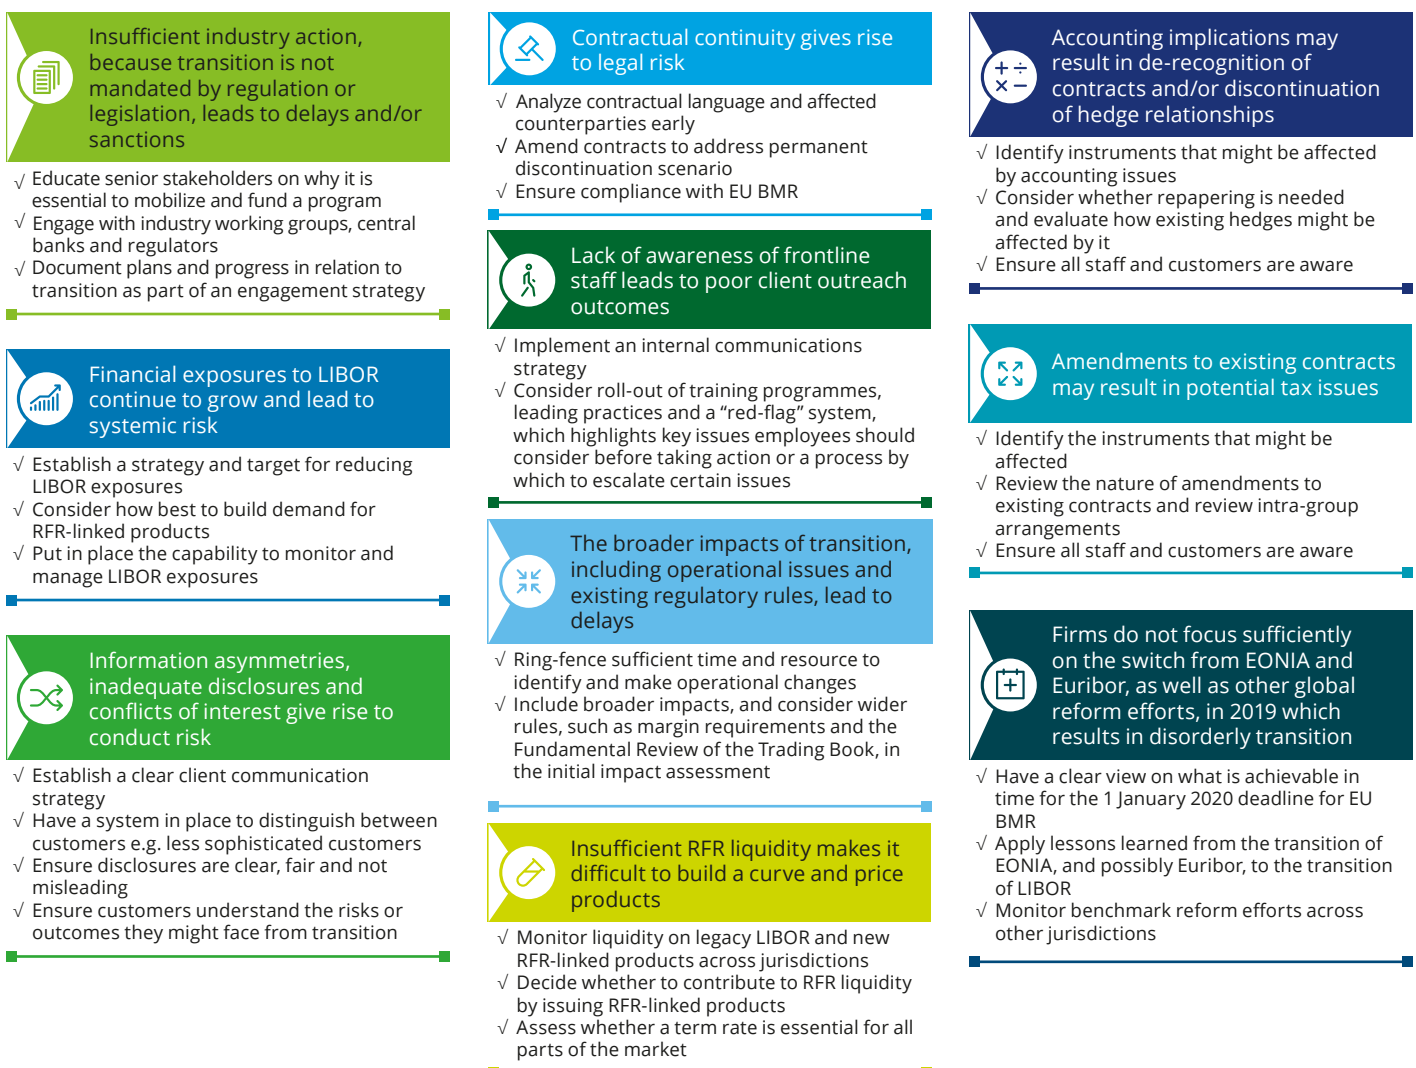 Insufficient industry action,
because transition is not
mandated by regulation or
legislation, leads to delays and/or
sanctions
√ Educate senior stakeholders on why it is
essential to mobilize and fund a program
√ Engage with industry working groups, central
banks and regulators
√ Document plans and progress in relation to
transition as part of an engagement strategy
Financial exposures to LIBOR
continue to grow and lead to
systemic risk
√ Establish a strategy and target for reducing
LIBOR exposures
√ Consider how best to build demand for
RFR-linked products
√ Put in place the capability to monitor and
manage LIBOR exposures
Information asymmetries,
inadequate disclosures and
conflicts of interest give rise to
conduct risk
√ Establish a clear client communication
strategy
√ Have a system in place to distinguish between
customers e.g. less sophisticated customers
√ Ensure disclosures are clear, fair and not
misleading
√ Ensure customers understand the risks or
outcomes they might face from transition
Contractual continuity gives rise
to legal risk
√ Analyze contractual language and affected
counterparties early
√ Amend contracts to address permanent
discontinuation scenario
√ Ensure compliance with EU BMR
Lack of awareness of frontline
staff leads to poor client outreach
outcomes
√ Implement an internal communications
strategy
√ Consider roll-out of training programmes,
leading practices and a “red-flag” system,
which highlights key issues employees should
consider before taking action or a process by
which to escalate certain issues
The broader impacts of transition,
including operational issues and
existing regulatory rules, lead to
delays
√ Ring-fence sufficient time and resource to
identify and make operational changes
√ Include broader impacts, and consider wider
rules, such as margin requirements and the
Fundamental Review of the Trading Book, in
the initial impact assessment
Insufficient RFR liquidity makes it
difficult to build a curve and price
products
√ Monitor liquidity on legacy LIBOR and new
RFR-linked products across jurisdictions
√ Decide whether to contribute to RFR liquidity
by issuing RFR-linked products
√ Assess whether a term rate is essential for all
parts of the market
Accounting implications may
result in de-recognition of
contracts and/or discontinuation
of hedge relationships
√ Identify instruments that might be affected
by accounting issues
√ Consider whether repapering is needed
and evaluate how existing hedges might be
affected by it
√ Ensure all staff and customers are aware
Amendments to existing contracts
may result in potential tax issues
√ Identify the instruments that might be
affected
√ Review the nature of amendments to
existing contracts and review intra-group
arrangements
√ Ensure all staff and customers are aware
Firms do not focus sufficiently
on the switch from EONIA and
Euribor, as well as other global
reform efforts, in 2019 which
results in disorderly transition
√ Have a clear view on what is achievable in
time for the 1 January 2020 deadline for EU
BMR
√ Apply lessons learned from the transition of
EONIA, and possibly Euribor, to the transition
of LIBOR
√ Monitor benchmark reform efforts across
other jurisdictions